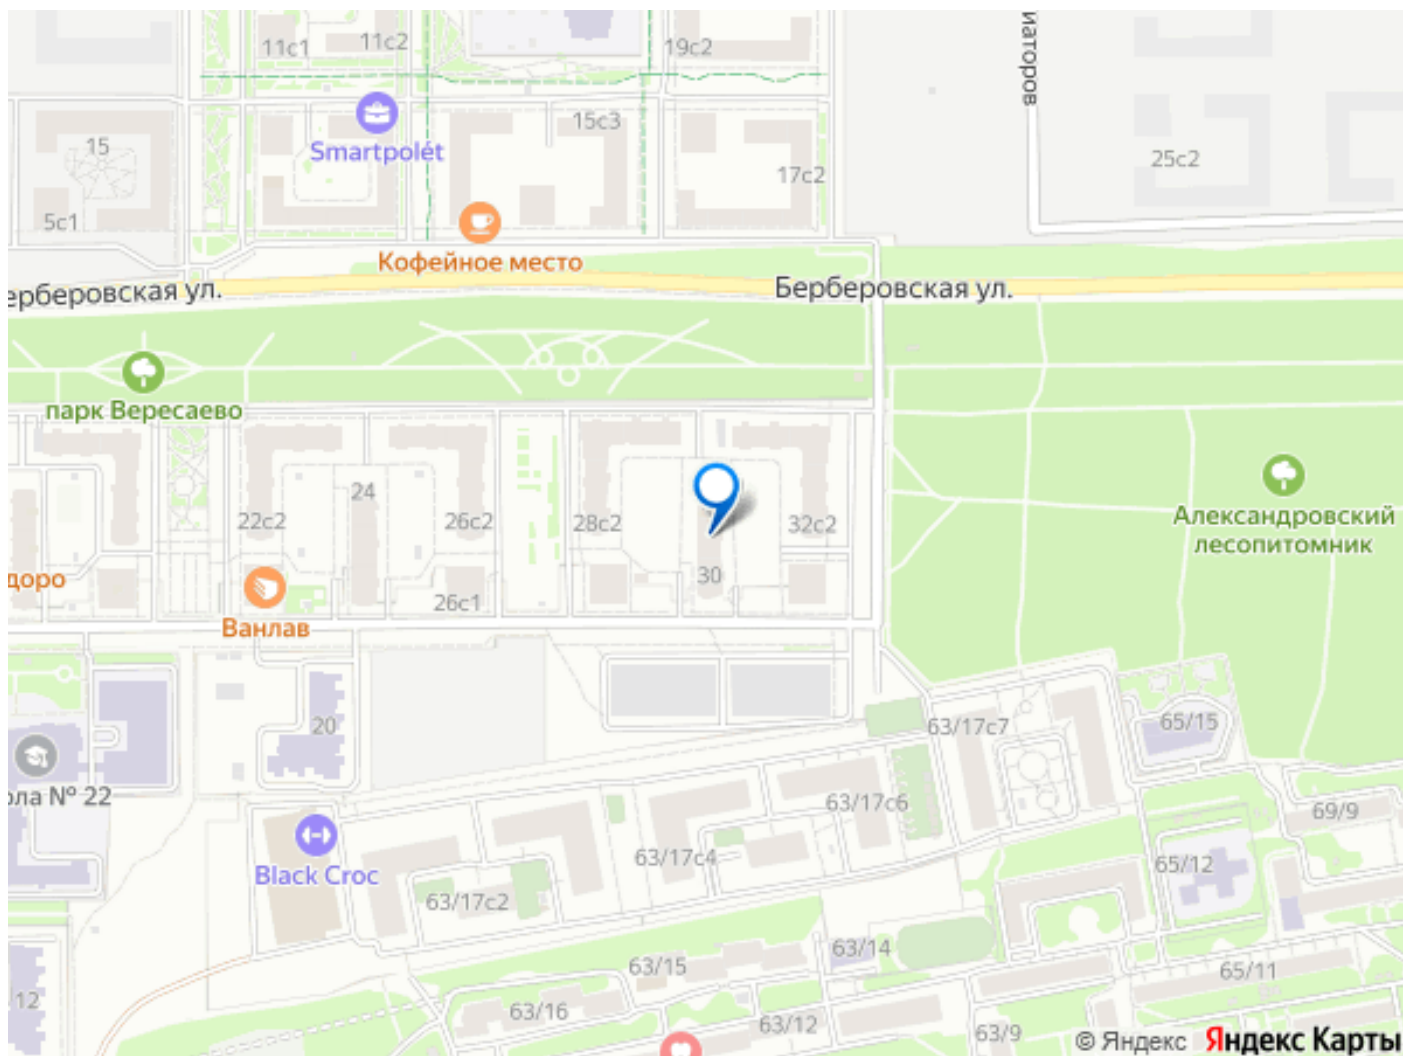 11с1
11с2
19с2
иаторов
Smartpolét
15с3
15
17с2
25с2
5с1
Кофейное место
ерберовская ул.
Берберовская ул.
парк Вересаево
22с2
24
26с2
28с2
32с2
Александровский
лесопитомник
доро
30
26с1
Ванлав
20
63/17с7
65/15
ола № 22
63/17с6
69/9
Black Croc
63/17с4
65/12
63/17с2
63/14
63/15
65/11
12
63/16
63/12
63/9
© Яндекс Яндекс Карты